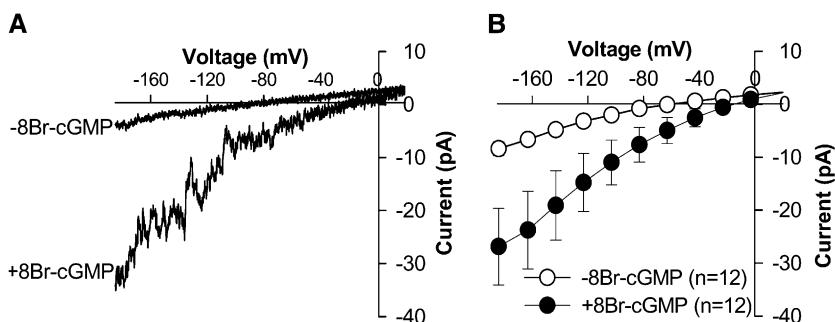 A
Voltage (mV)
-160 -120 -80 -40 0
10
0
-10
-20
-30
-40
Current (pA)
-8Br-cGMP
+8Br-cGMP
B
Voltage (mV)
-160 -120 -80 -40 0
10
0
-10
-20
-30
-40
Current (pA)
-8Br-cGMP (n=12)
+8Br-cGMP (n=12)